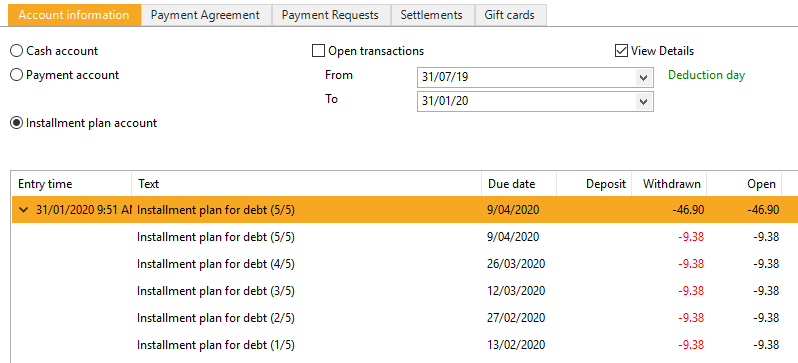 Account information Payment Agreement Payment Requests Settlements Gift cards
Cash account Open transactions View Details
Payment account From 31/07/19 Deduction day
To 31/01/20
Installment plan account
Entry time Text Due date Deposit Withdrawn Open
31/01/2020 9:51 AM Installment plan for debt (5/5) 9/04/2020 -46.90 -46.90
Installment plan for debt (5/5) 9/04/2020 -9.38 -9.38
Installment plan for debt (4/5) 26/03/2020 -9.38 -9.38
Installment plan for debt (3/5) 12/03/2020 -9.38 -9.38
Installment plan for debt (2/5) 27/02/2020 -9.38 -9.38
Installment plan for debt (1/5) 13/02/2020 -9.38 -9.38